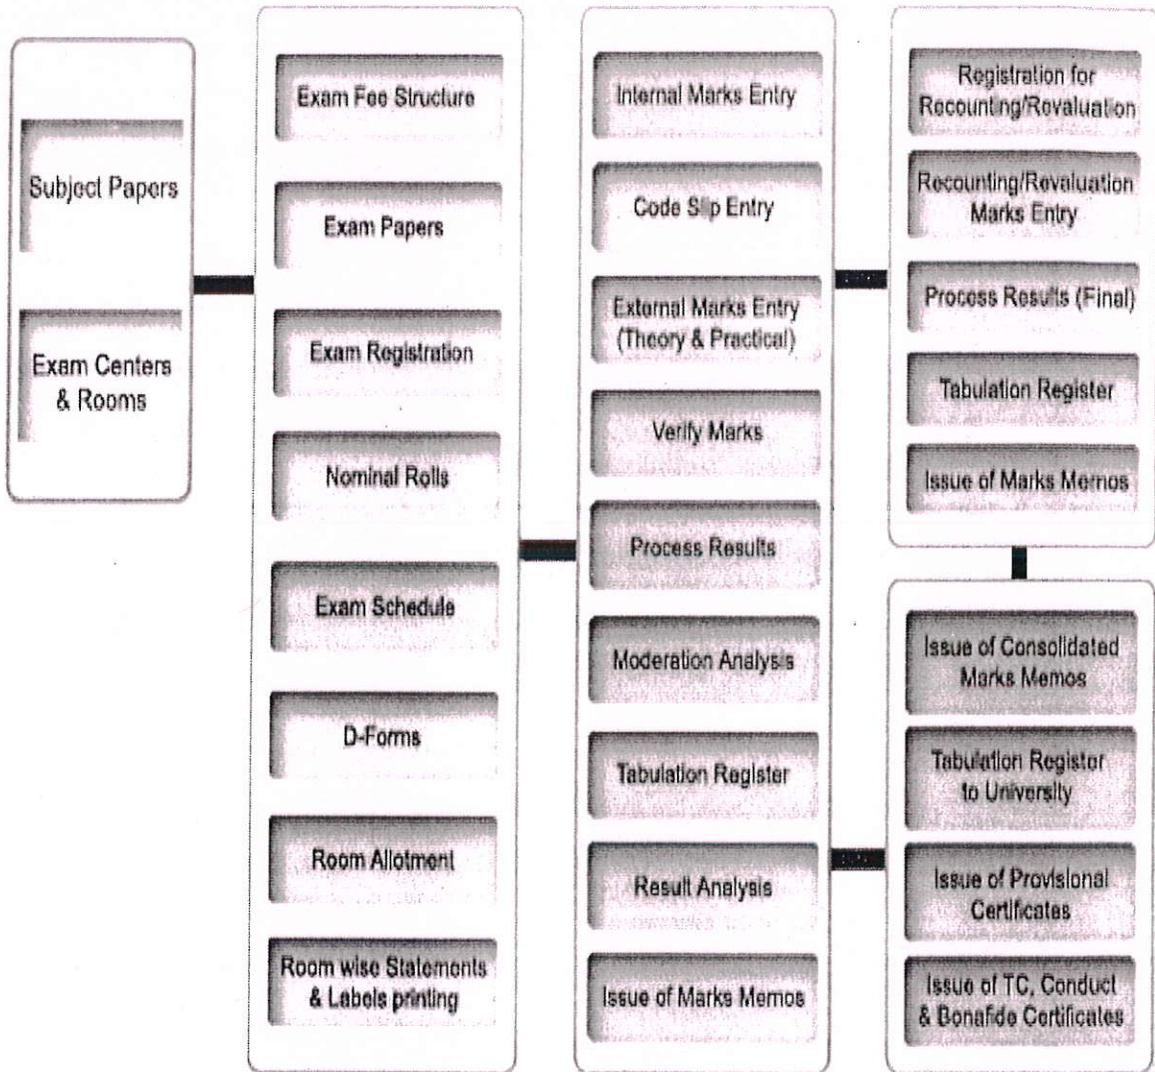 Subject Papers
Exam Centers
& Rooms
Exam Fee Structure
Exam Papers
Exam Registration
Nominal Rolls
Exam Schedule
D-Forms
Room Allotment
Room wise Statements
& Labels printing
Internal Marks Entry
Code Slip Entry
External Marks Entry
(Theory & Practical)
Verify Marks
Process Results
Moderation Analysis
Tabulation Register
Result Analysis
Issue of Marks Memos
Registration for
Recounting/Revaluation
Recounting/Revaluation
Marks Entry
Process Results (Final)
Tabulation Register
Issue of Marks Memos
Issue of Consolidated
Marks Memos
Tabulation Register
to University
Issue of Provisional
Certificates
Issue of TC, Conduct
& Bonafide Certificates